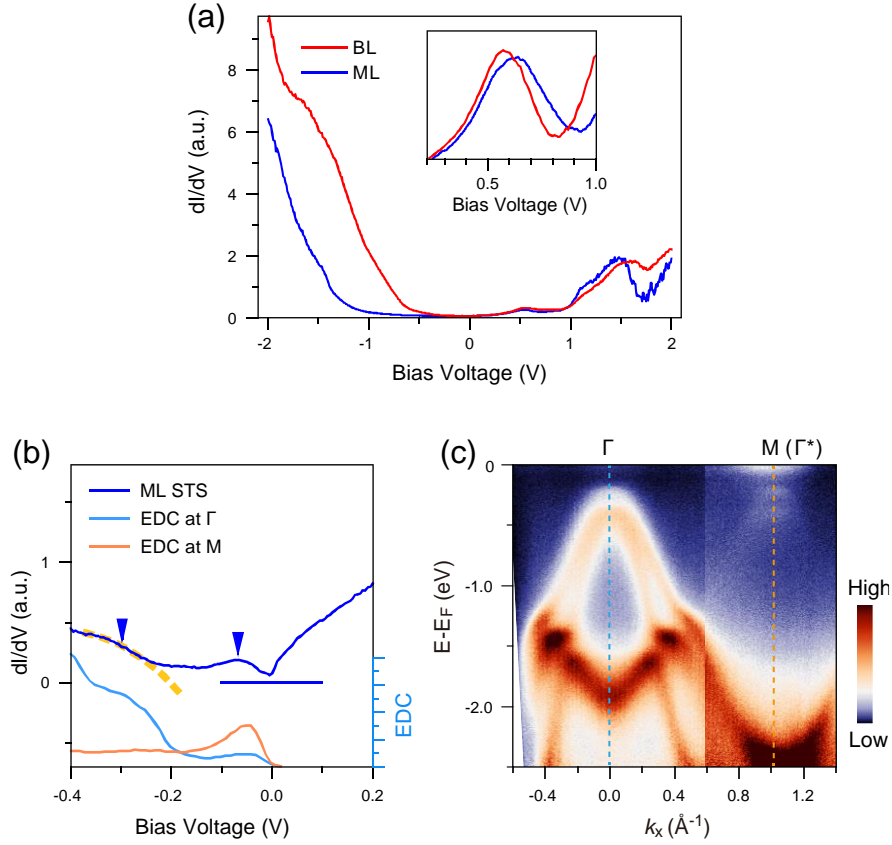 (a)
BL
ML
dI/dV (a.u.)
8
6
4
2
0
-2
-1
0
1
2
Bias Voltage (V)
0.5
1.0
Bias Voltage (V)
(b)
ML STS
EDC at Γ
EDC at M
dI/dV (a.u.)
1
0
EDC
-0.4
-0.2
0.0
0.2
Bias Voltage (V)
(c)
Γ
M (Γ*)
E-E_F (eV)
0
-1.0
-2.0
-0.4
0.0
0.4
0.8
1.2
k_x (Å⁻¹)
High
Low